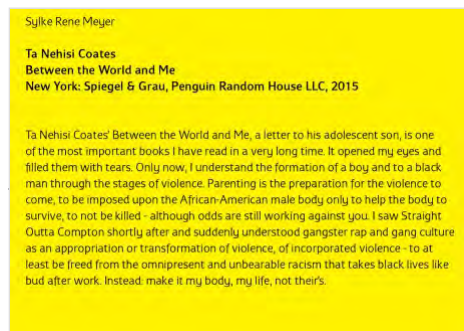 Sylke Rene Meyer
Ta Nehisi Coates
Between the World and Me
New York: Spiegel & Grau, Penguin Random House LLC, 2015
Ta Nehisi Coates' Between the World and Me, a letter to his adolescent son, is one
of the most important books I have read in a very long time. It opened my eyes and
filled them with tears. Only now, I understand the formation of a boy and to a black
man through the stages of violence. Parenting is the preparation for the violence to
come, to be imposed upon the African-American male body only to help the body to
survive, to not be killed - although odds are still working against you. I saw Straight
Outta Compton shortly after and suddenly understood gangster rap and gang culture
as an appropriation or transformation of violence, of incorporated violence - to at
least be freed from the omnipresent and unbearable racism that takes black lives like
bud after work. Instead: make it my body, my life, not their's.